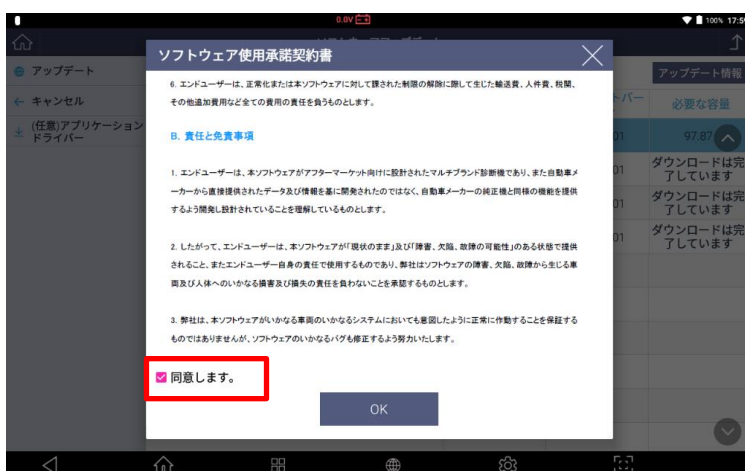 0.0V
100% 17:59
ソフトウェア使用承諾契約書
アップデート
キャンセル
(任意)アプリケーション
ドライバー
6. エンドユーザーは、正常化または本ソフトウェアに対して課された制限の解除に際して生じた輸送費、人件費、税関、
その他追加費用など全ての費用の責任を負うものとします。
B. 責任と免責事項
1. エンドユーザーは、本ソフトウェアがアフターマーケット向けに設計されたマルチブランド診断機であり、また自動車メ
ーカーから直接提供されたデータ及び情報を基に開発されたのではなく、自動車メーカーの純正機と同様の機能を提供
するよう開発し設計されていることを理解しているものとします。
2. したがって、エンドユーザーは、本ソフトウェアが「現状のまま」及び「障害、欠陥、故障の可能性」のある状態で提供
されること、またエンドユーザー自身の責任で使用するものであり、弊社はソフトウェアの障害、欠陥、故障から生じる車
両及び人体へのいかなる損害及び損失の責任を負わないことを承諾するものとします。
3. 弊社は、本ソフトウェアがいかなる車両のいかなるシステムにおいても意図したように正常に作動することを保証する
ものではありませんが、ソフトウェアのいかなるバグも修正するよう努力いたします。
同意します。
OK
アップデート情報
トバー
必要な容量
01
97.87
01
ダウンロードは完
了しています
01
ダウンロードは完
了しています
01
ダウンロードは完
了しています